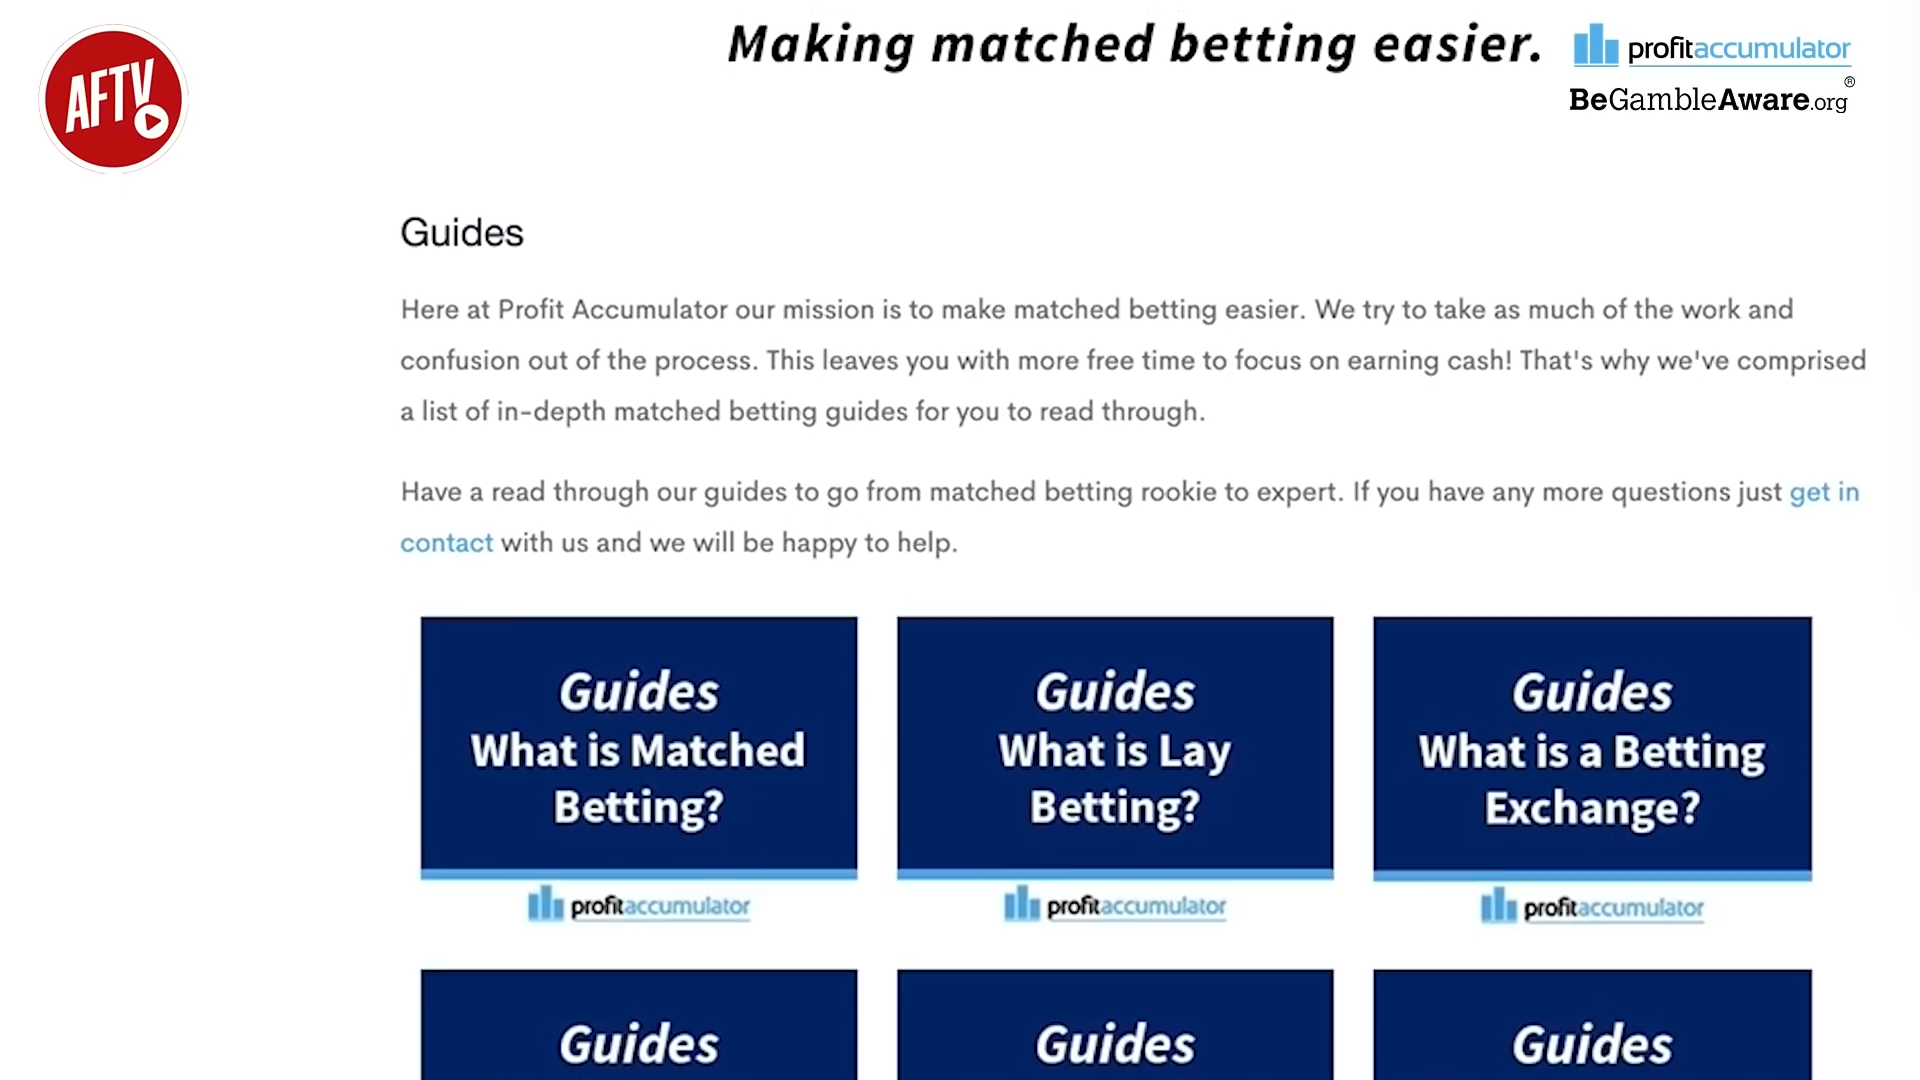 AFTV
Making matched betting easier.
profitaccumulator
BeGambleAware.org®
Guides
Here at Profit Accumulator our mission is to make matched betting easier. We try to take as much of the work and
confusion out of the process. This leaves you with more free time to focus on earning cash! That's why we've comprised
a list of in-depth matched betting guides for you to read through.
Have a read through our guides to go from matched betting rookie to expert. If you have any more questions just get in
contact with us and we will be happy to help.
Guides
What is Matched
Betting?
profitaccumulator
Guides
What is Lay
Betting?
profitaccumulator
Guides
What is a Betting
Exchange?
profitaccumulator
Guides
Guides
Guides